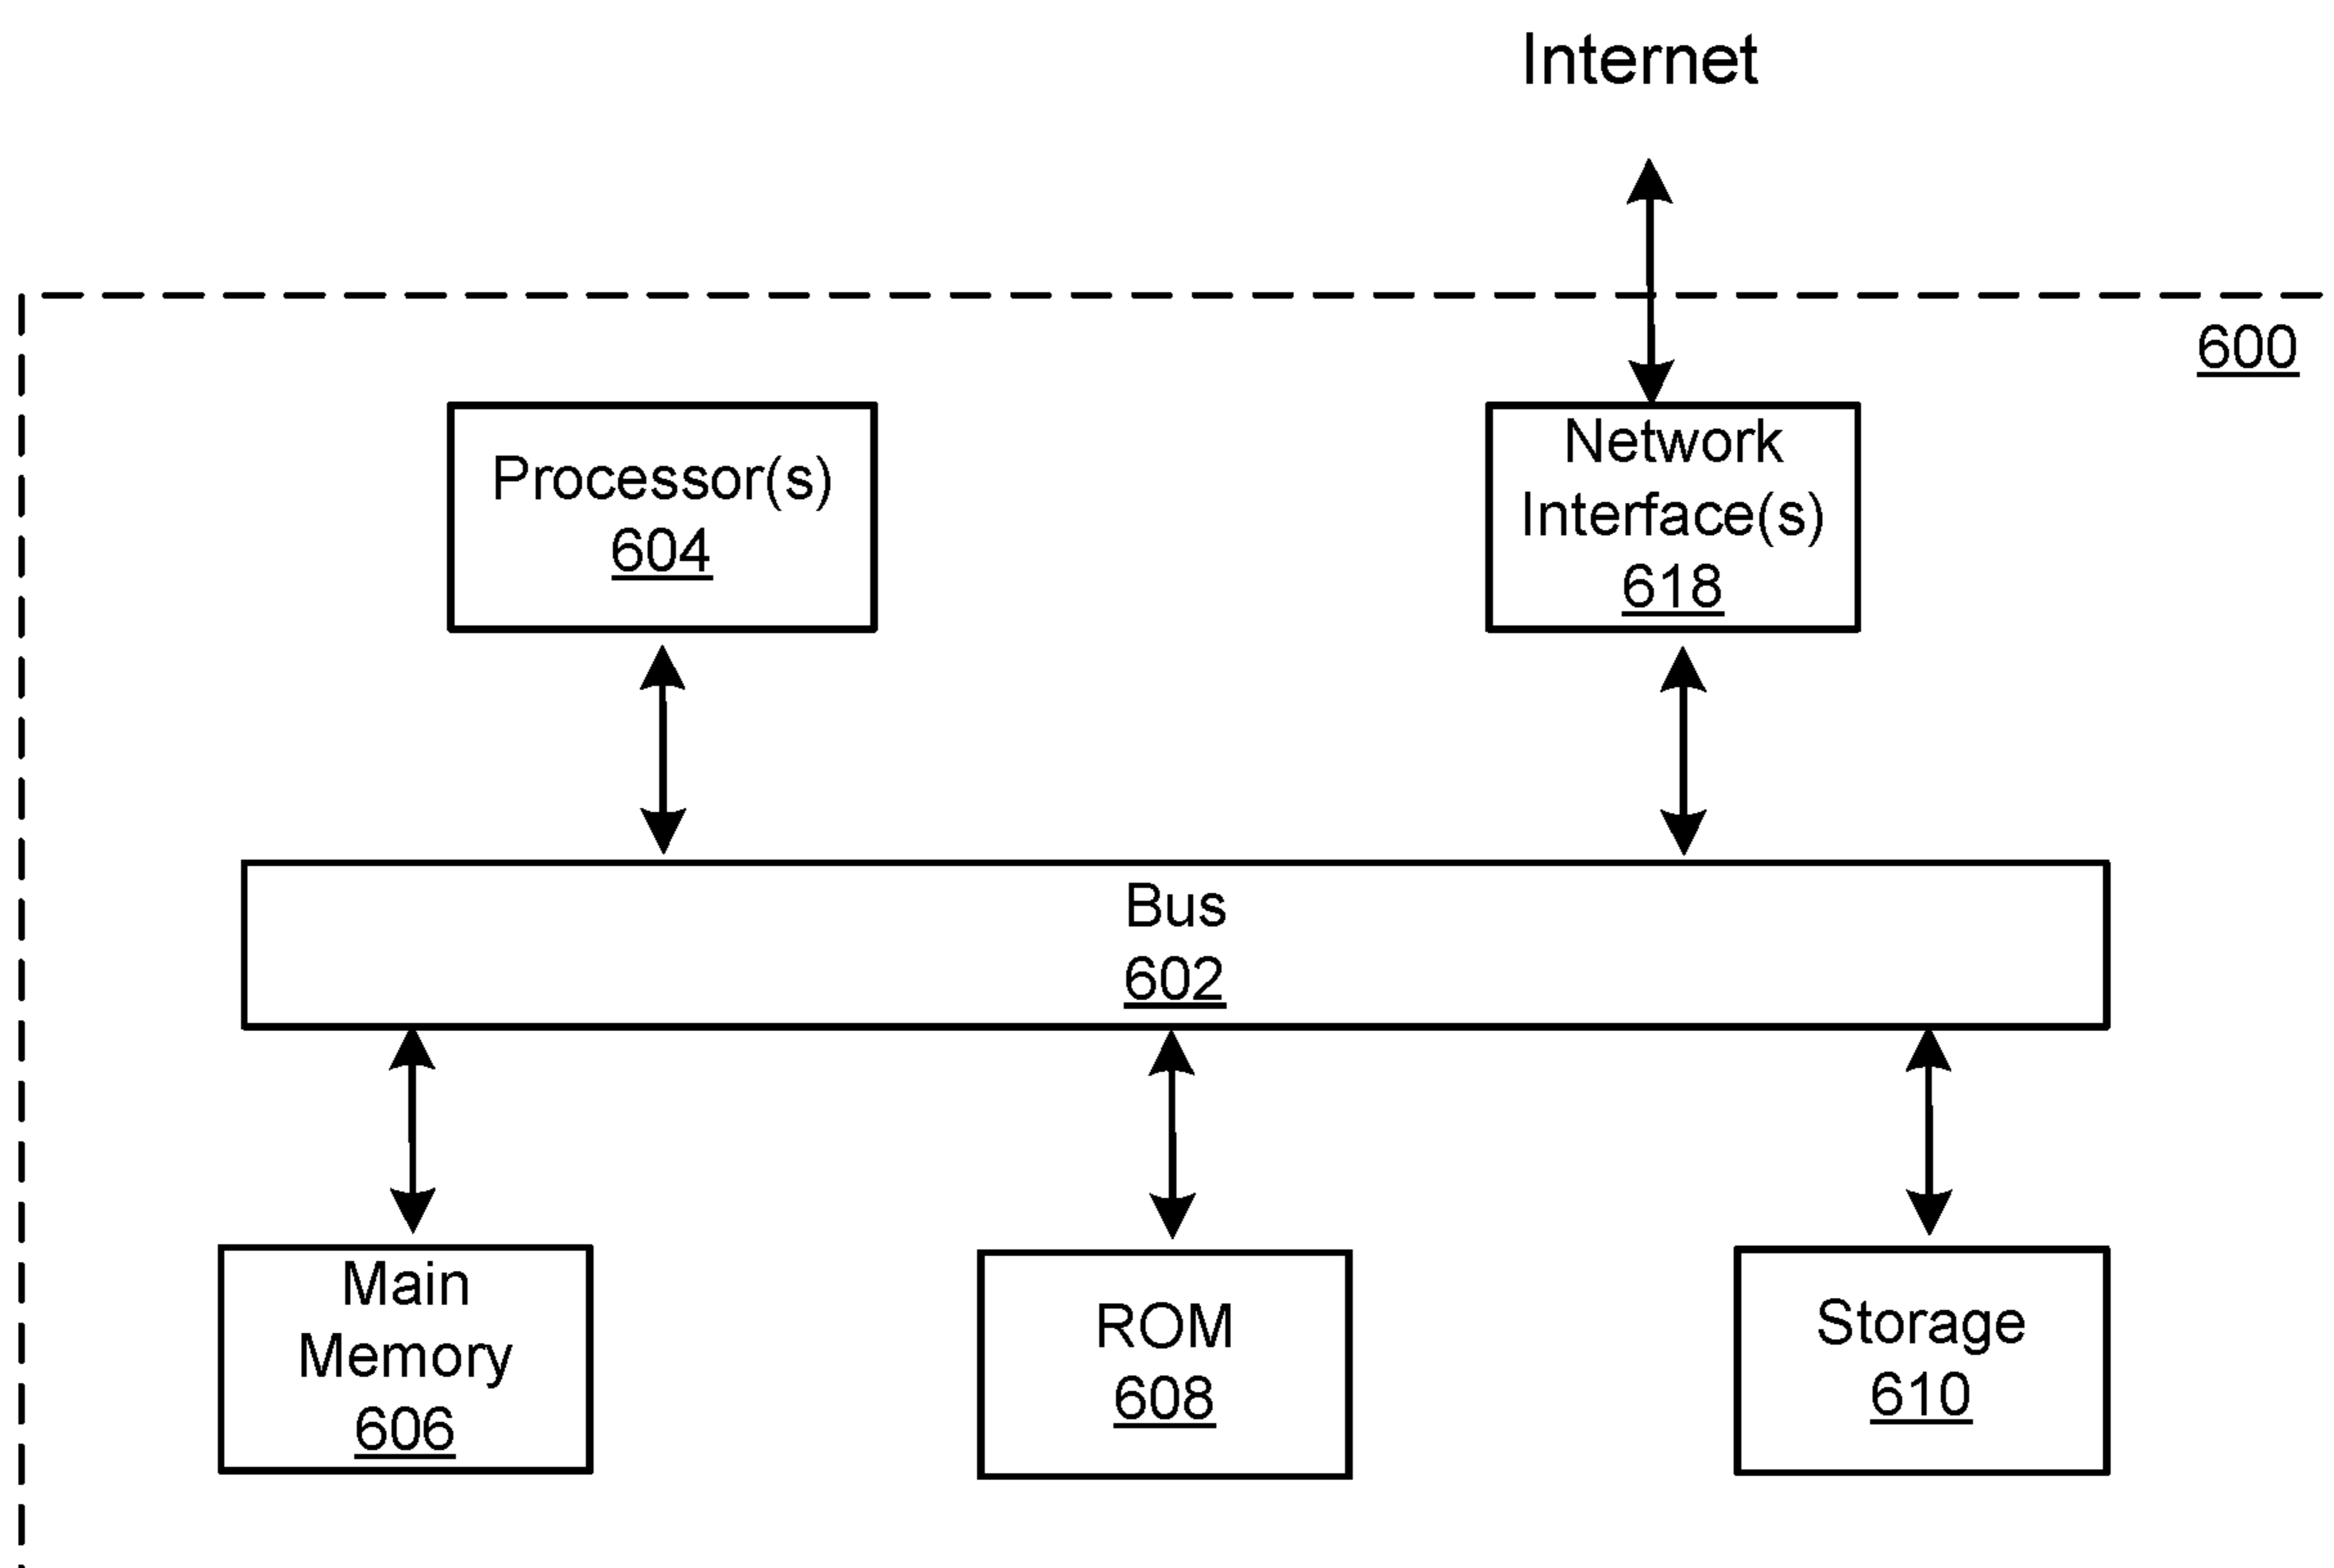 Internet
600
Processor(s)
604
Network
Interface(s)
618
Bus
602
Main
Memory
606
ROM
608
Storage
610